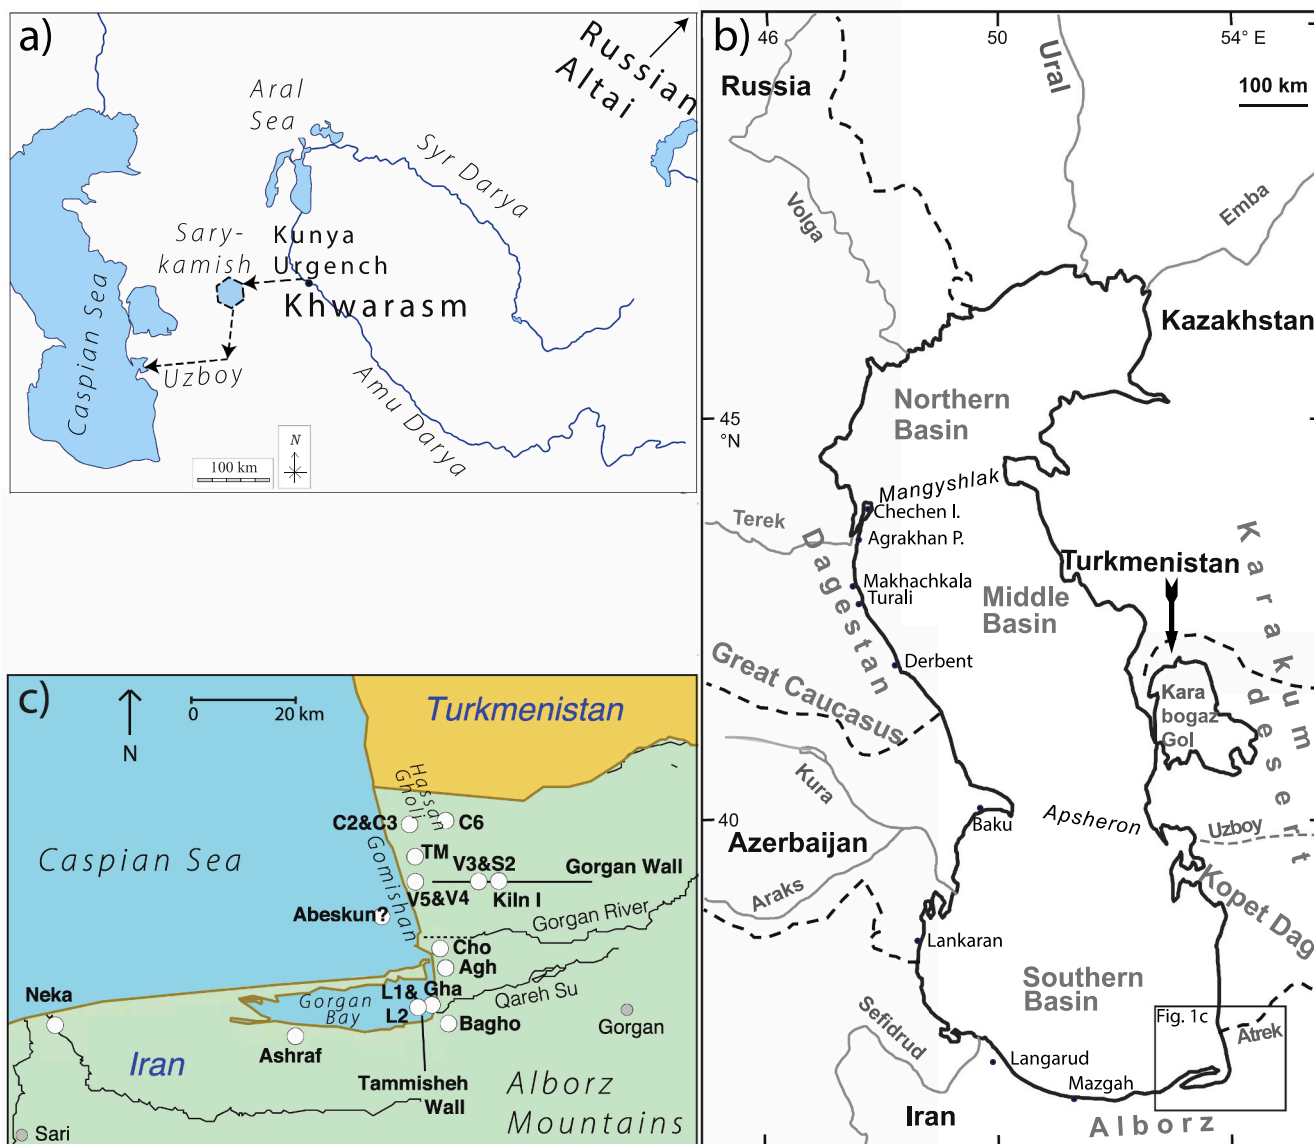 a)
Russian
Altai
Aral
Sea
Syr Darya
Sary-
kamish
Kunya
Urgench
Khwarasm
Caspian Sea
Uzboy
Amu Darya
N
100 km
b)
46
50
54° E
100 km
Russia
Ural
Volga
Emba
Kazakhstan
45
°N
Northern
Basin
Mangyshlak
Chechen I.
Terek
Agrakhan P.
Dagestan
Makhachkala
Turali
Turkmenistan
Karakum desert
Middle
Basin
Derbent
Great Caucasus
Kara
bogaz
Gol
Kura
40
Baku
Apsheron
Uzboy
Azerbaijan
Araks
Kopet Dag
Lankaran
Southern
Basin
Sefidrud
Fig. 1c
Atrek
Langarud
Mazgah
Iran
Alborz
c)
0
20 km
N
Turkmenistan
Hassan
Gholi
C2&C3
C6
Caspian Sea
TM
V3&S2
Gorgan Wall
Gomishan
V5&V4
Kiln I
Abeskun?
Gorgan River
Cho
Agh
Neka
Gorgan
Bay
L1&
L2
Gha
Qareh Su
Bagho
Gorgan
Ashraf
Iran
Tammisheh
Wall
Alborz
Mountains
Sari